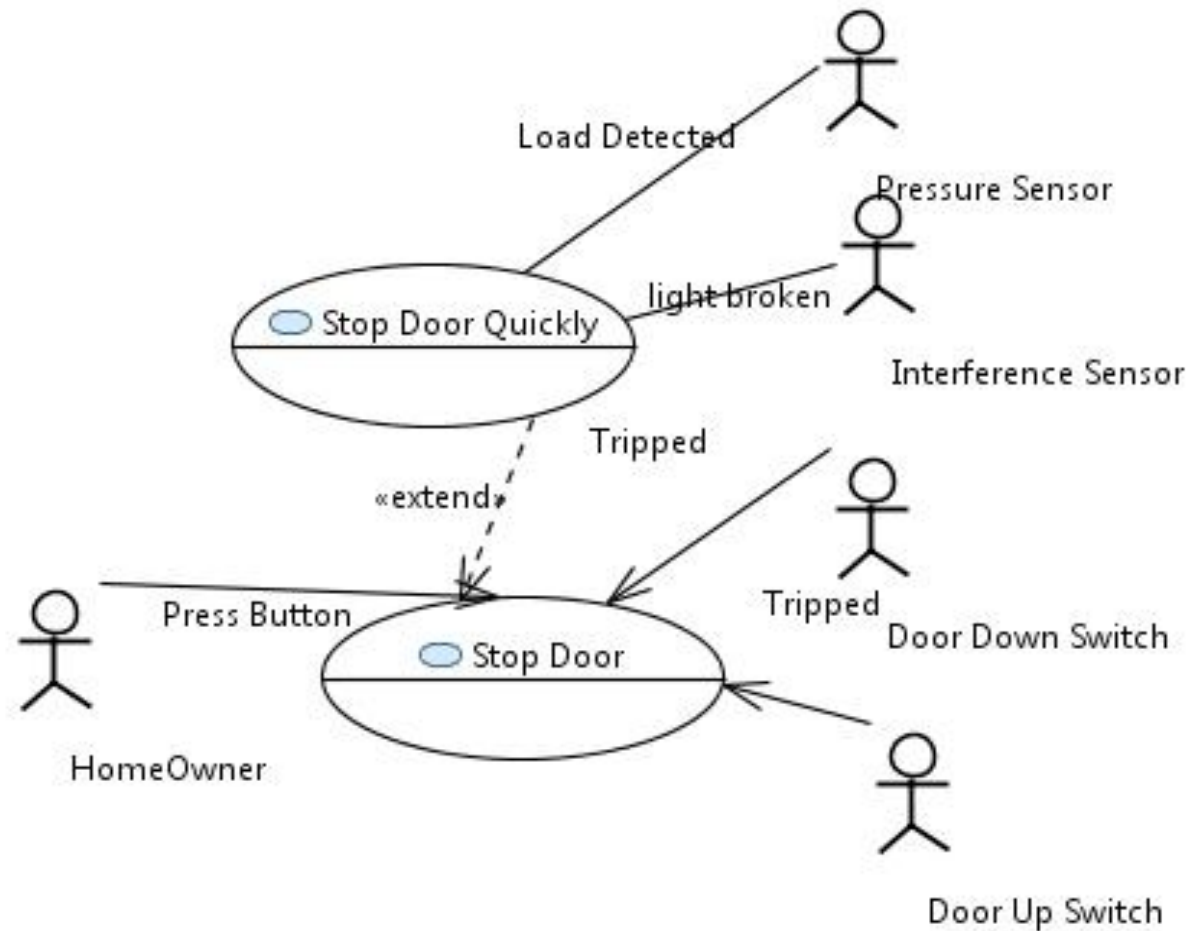 Load Detected
Pressure Sensor
light broken
Stop Door Quickly
Interference Sensor
Tripped
«extend»
Press Button
Tripped
Door Down Switch
Stop Door
HomeOwner
Door Up Switch